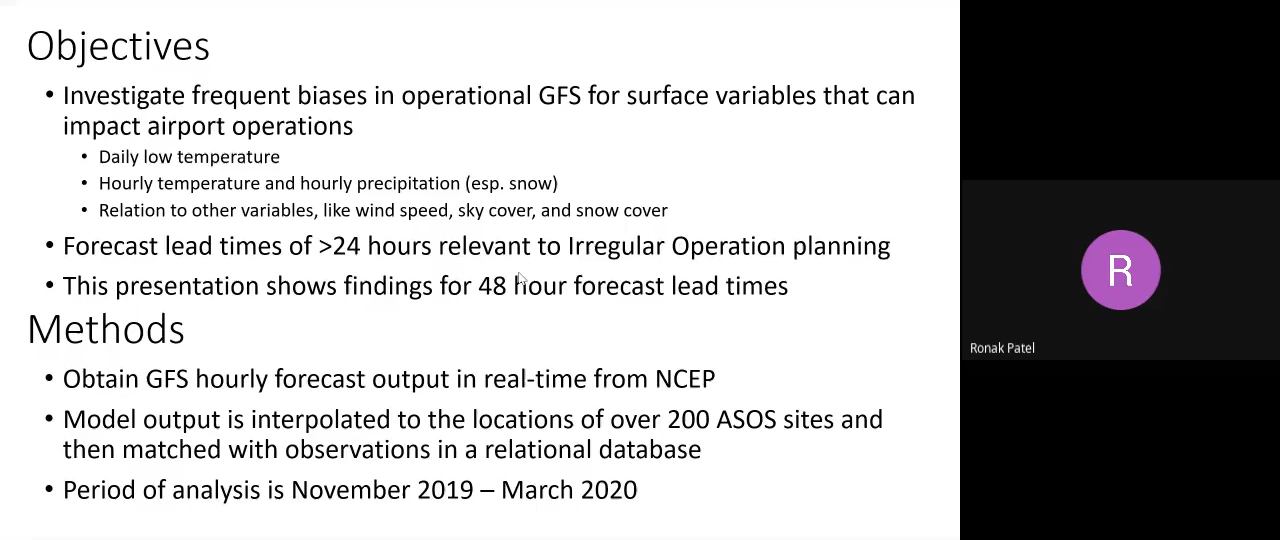 Objectives
• Investigate frequent biases in operational GFS for surface variables that can
impact airport operations
• Daily low temperature
• Hourly temperature and hourly precipitation (esp. snow)
• Relation to other variables, like wind speed, sky cover, and snow cover
• Forecast lead times of >24 hours relevant to Irregular Operation planning
• This presentation shows findings for 48 hour forecast lead times
Methods
• Obtain GFS hourly forecast output in real-time from NCEP
• Model output is interpolated to the locations of over 200 ASOS sites and
then matched with observations in a relational database
• Period of analysis is November 2019 – March 2020
R
Ronak Patel